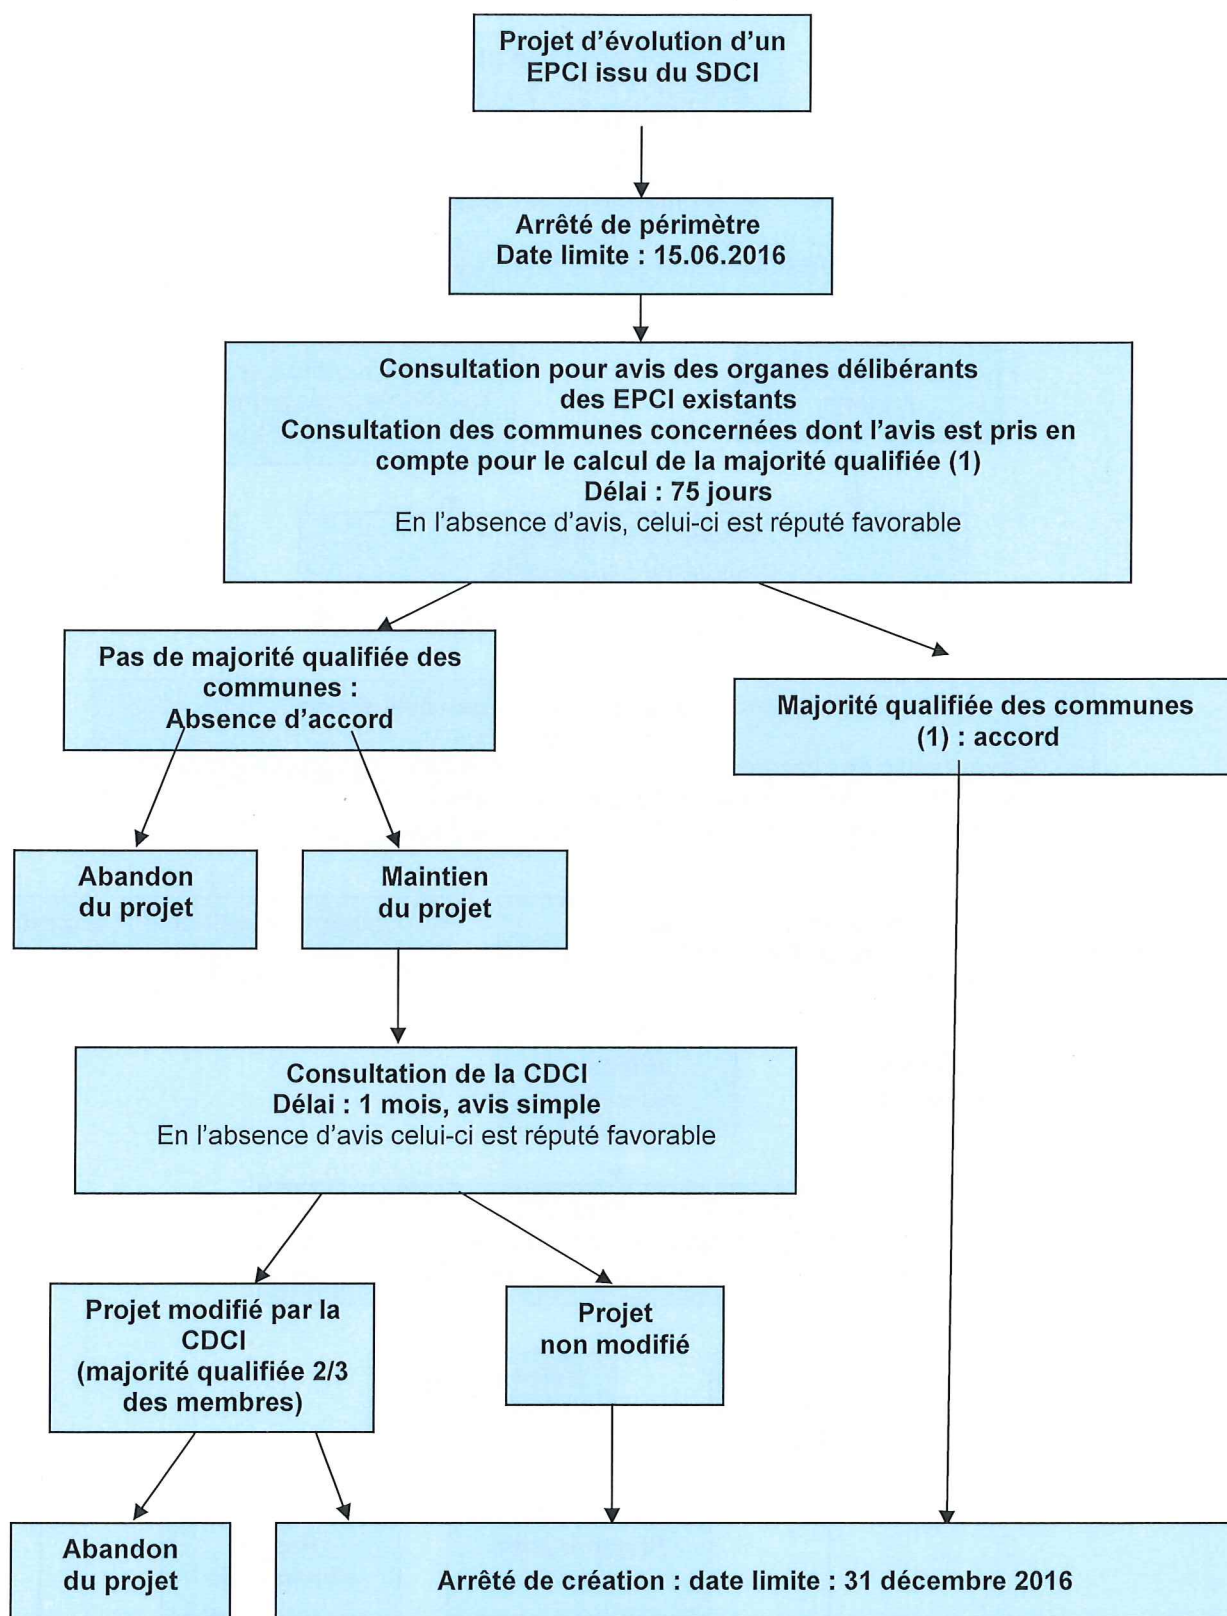 Projet d'évolution d'un
EPCI issu du SDCI
Arrêté de périmètre
Date limite : 15.06.2016
Consultation pour avis des organes délibérants
des EPCI existants
Consultation des communes concernées dont l'avis est pris en
compte pour le calcul de la majorité qualifiée (1)
Délai : 75 jours
En l'absence d'avis, celui-ci est réputé favorable
Pas de majorité qualifiée des
communes :
Absence d'accord
Majorité qualifiée des communes
(1) : accord
Abandon
du projet
Maintien
du projet
Consultation de la CDCI
Délai : 1 mois, avis simple
En l'absence d'avis celui-ci est réputé favorable
Projet modifié par la
CDCI
(majorité qualifiée 2/3
des membres)
Projet
non modifié
Abandon
du projet
Arrêté de création : date limite : 31 décembre 2016